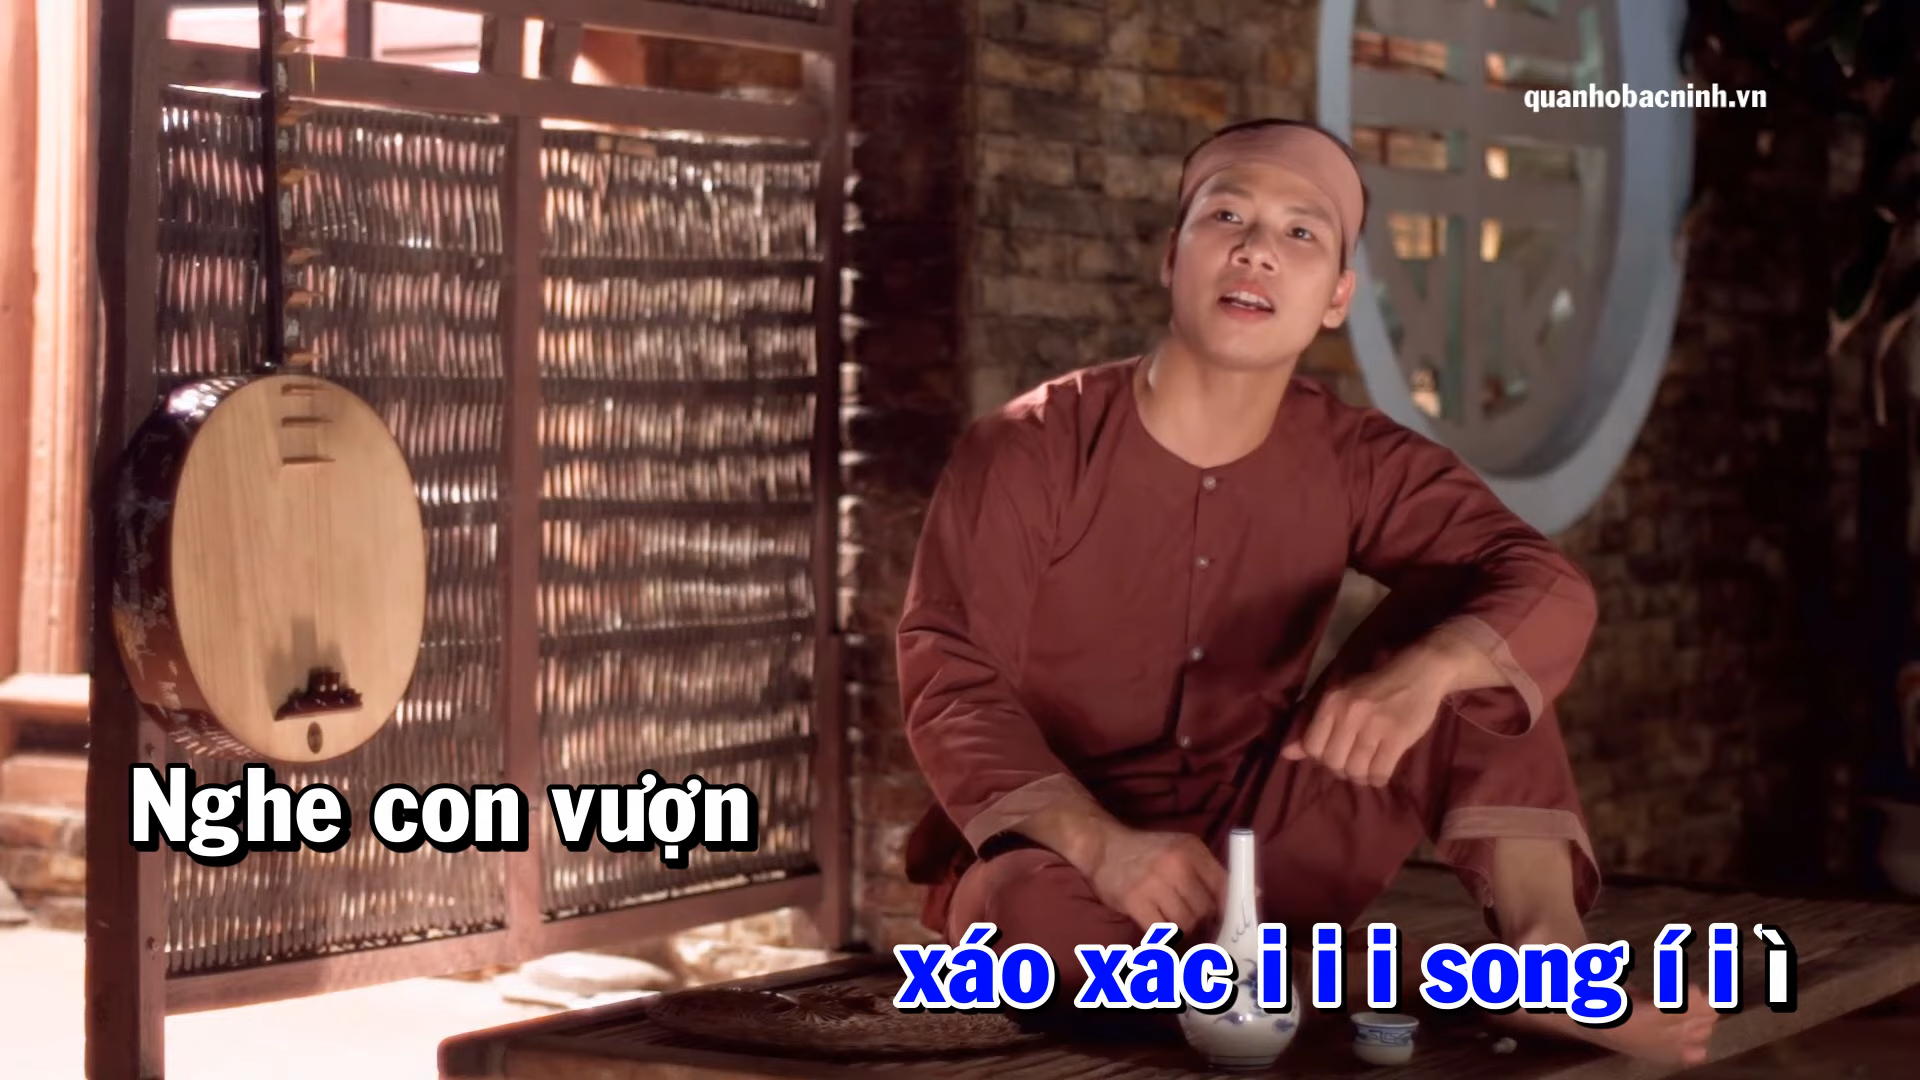 quanhobacninh.vn
Nghe con vượn
xáo xác i i i song í i ì